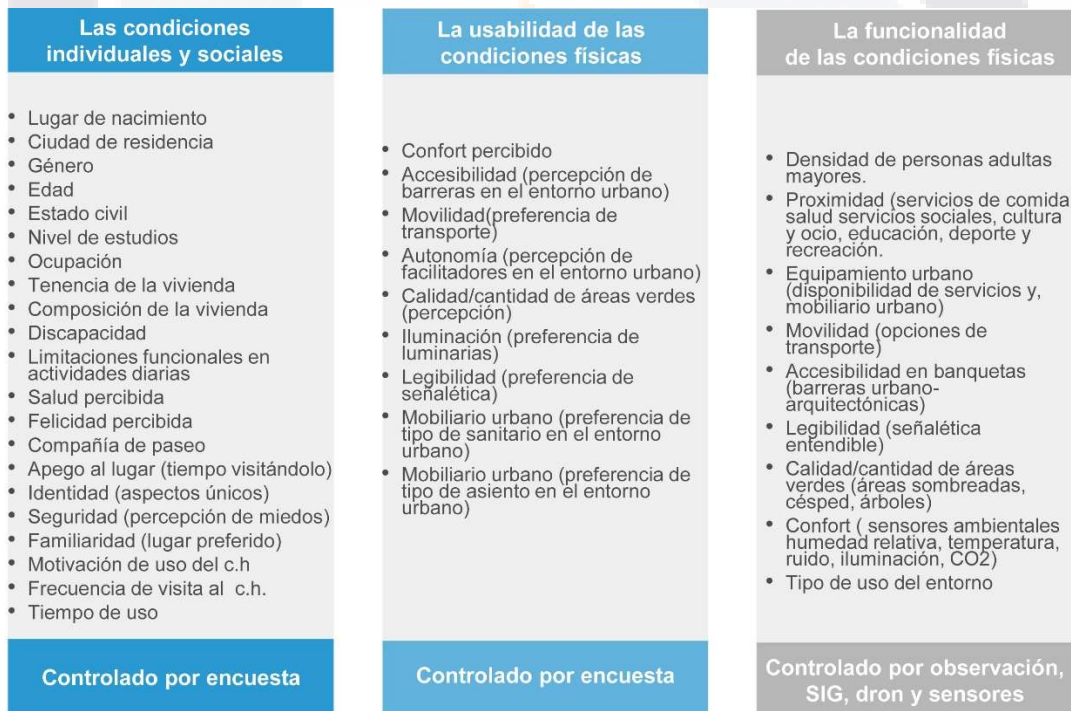 Las condiciones
individuales y sociales
• Lugar de nacimiento
• Ciudad de residencia
• Género
• Edad
• Estado civil
• Nivel de estudios
• Ocupación
• Tenencia de la vivienda
• Composición de la vivienda
• Discapacidad
• Limitaciones funcionales en
actividades diarias
• Salud percibida
• Felicidad percibida
• Compañía de paseo
• Apego al lugar (tiempo visitándolo)
• Identidad (aspectos únicos)
• Seguridad (percepción de miedos)
• Familiaridad (lugar preferido)
• Motivación de uso del c.h
• Frecuencia de visita al c.h.
• Tiempo de uso
Controlado por encuesta
La usabilidad de las
condiciones físicas
• Confort percibido
• Accesibilidad (percepción de
barreras en el entorno urbano)
• Movilidad(preferencia de
transporte)
• Autonomía (percepción de
facilitadores en el entorno urbano)
• Calidad/cantidad de áreas verdes
(percepción)
• Iluminación (preferencia de
luminarias)
• Legibilidad (preferencia de
señalética)
• Mobiliario urbano (preferencia de
tipo de sanitario en el entorno
urbano)
• Mobiliario urbano (preferencia de
tipo de asiento en el entorno
urbano)
Controlado por encuesta
La funcionalidad
de las condiciones físicas
• Densidad de personas adultas
mayores.
• Proximidad (servicios de comida
salud servicios sociales, cultura
y ocio, educación, deporte y
recreación.
• Equipamiento urbano
(disponibilidad de servicios y,
mobiliario urbano)
• Movilidad (opciones de
transporte)
• Accesibilidad en banquetas
(barreras urbano-
arquitectónicas)
• Legibilidad (señalética
entendible)
• Calidad/cantidad de áreas
verdes (áreas sombreadas,
césped, árboles)
• Confort ( sensores ambientales
humedad relativa, temperatura,
ruido, iluminación, CO2)
• Tipo de uso del entorno
Controlado por observación,
SIG, dron y sensores